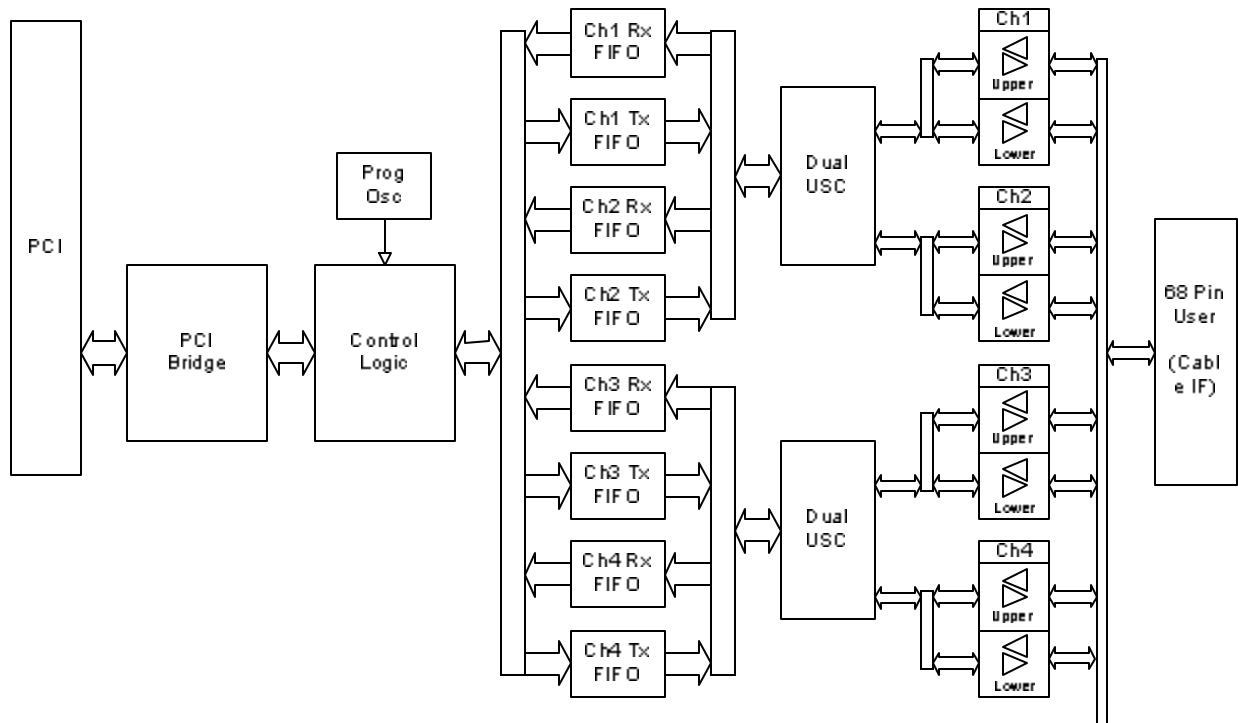 PCI
PCI
Bridge
Prog
Osc
Control
Logic
Ch1 Rx
FIFO
Ch1 Tx
FIFO
Ch2 Rx
FIFO
Ch2 Tx
FIFO
Ch3 Rx
FIFO
Ch3 Tx
FIFO
Ch4 Rx
FIFO
Ch4 Tx
FIFO
Dual
USC
Dual
USC
Ch1
Upper
Lower
Ch2
Upper
Lower
Ch3
Upper
Lower
Ch4
Upper
Lower
68 Pin
User
(Cabl
e IF)